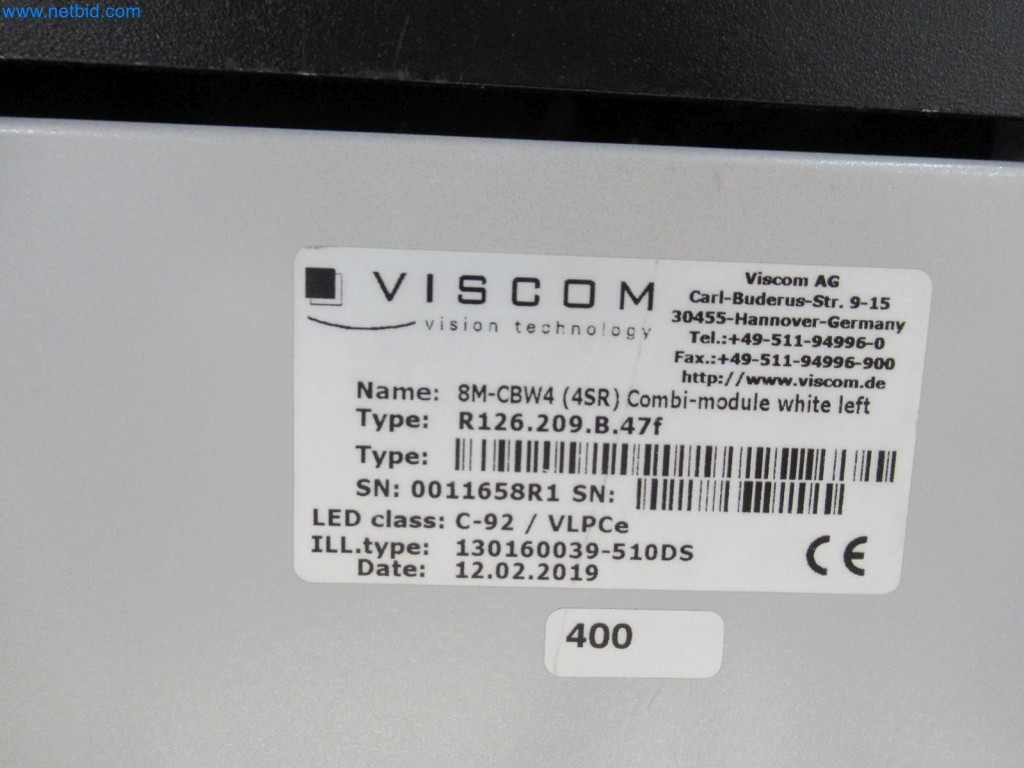 www.netbid.com
VISCOM
vision technology
Viscom AG
Carl-Buderus-Str. 9-15
30455-Hannover-Germany
Tel.:+49-511-94996-0
Fax.:+49-511-94996-900
http://www.viscom.de
Name: 8M-CBW4 (4SR) Combi-module white left
Type: R126.209.B.47f
Type:
SN: 0011658R1 SN:
LED class: C-92 / VLPCe
ILL.type: 130160039-510DS
Date: 12.02.2019
CE
400